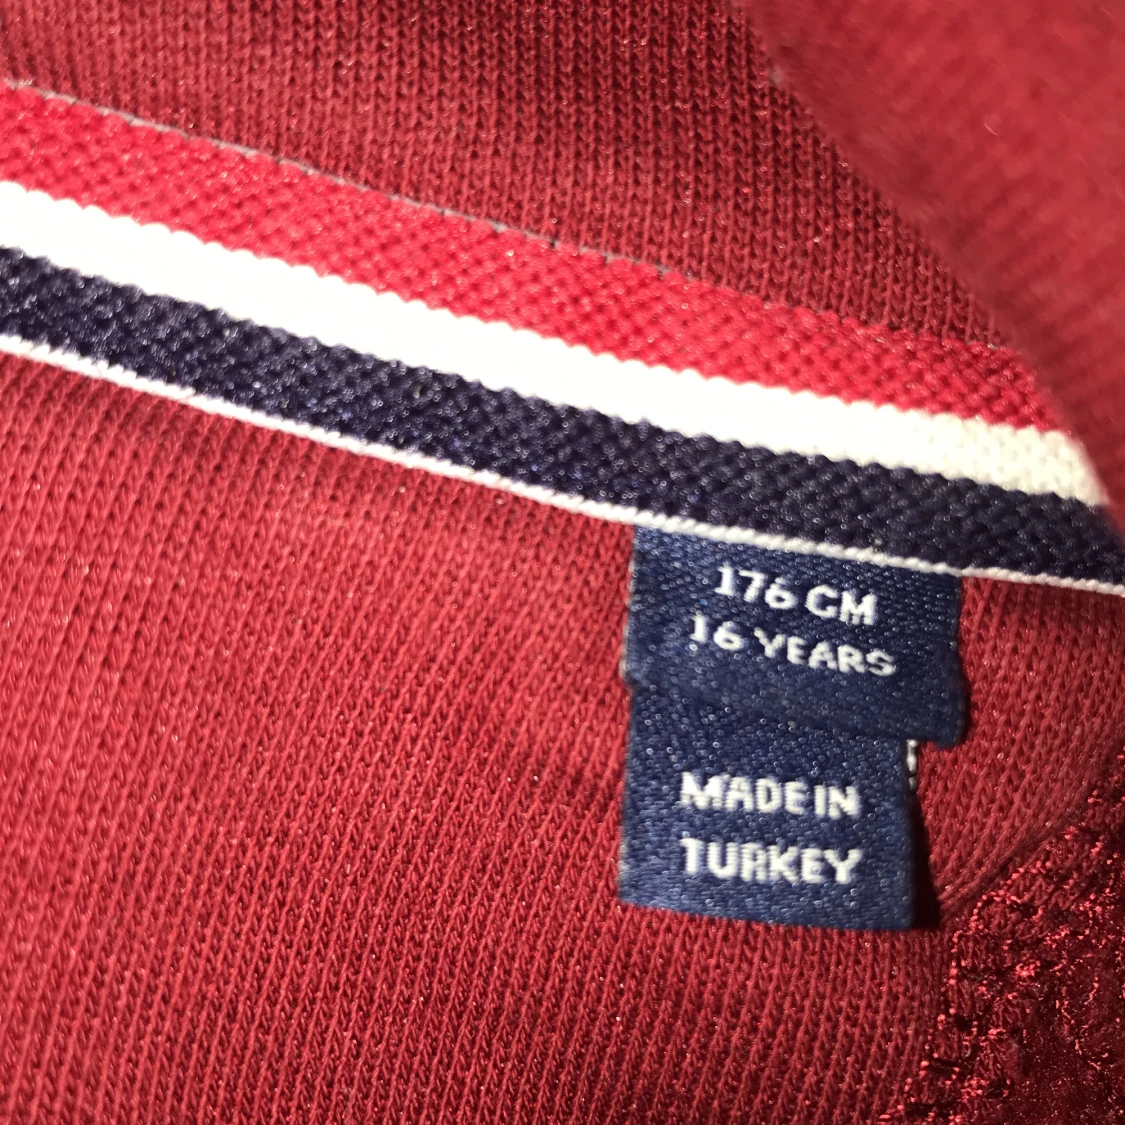 176 CM
16 YEARS
MADE IN
TURKEY